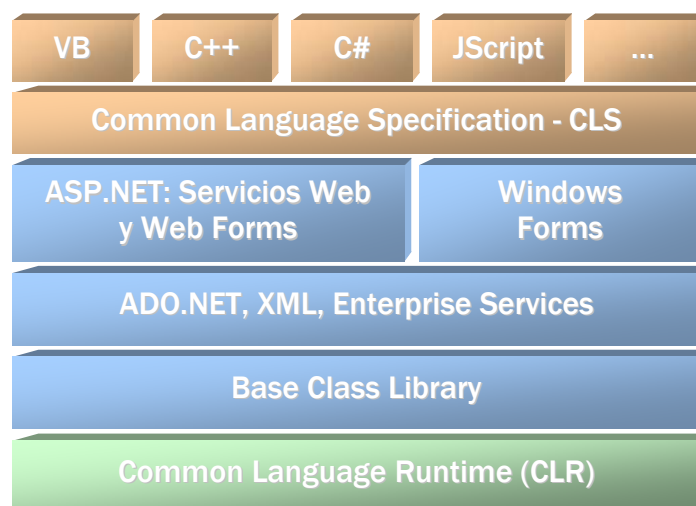 VB C++ C# JScript ...
Common Language Specification - CLS
ASP.NET: Servicios Web
y Web Forms
Windows
Forms
ADO.NET, XML, Enterprise Services
Base Class Library
Common Language Runtime (CLR)